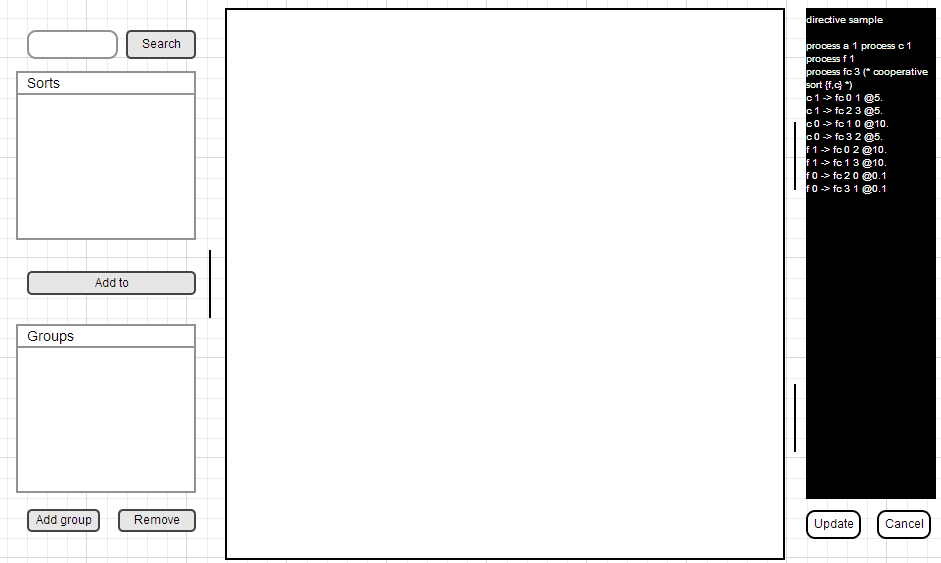 Search
Sorts
Add to
Groups
Add group
Remove
directive sample
process a 1 process c 1
process f 1
process fc 3 (* cooperative
sort {f,c} *)
c 1 -> fc 0 1 @5.
c 1 -> fc 2 3 @5.
c 0 -> fc 1 0 @10.
c 0 -> fc 3 2 @5.
f 1 -> fc 0 2 @10.
f 1 -> fc 1 3 @10.
f 0 -> fc 2 0 @0.1
f 0 -> fc 3 1 @0.1
Update
Cancel